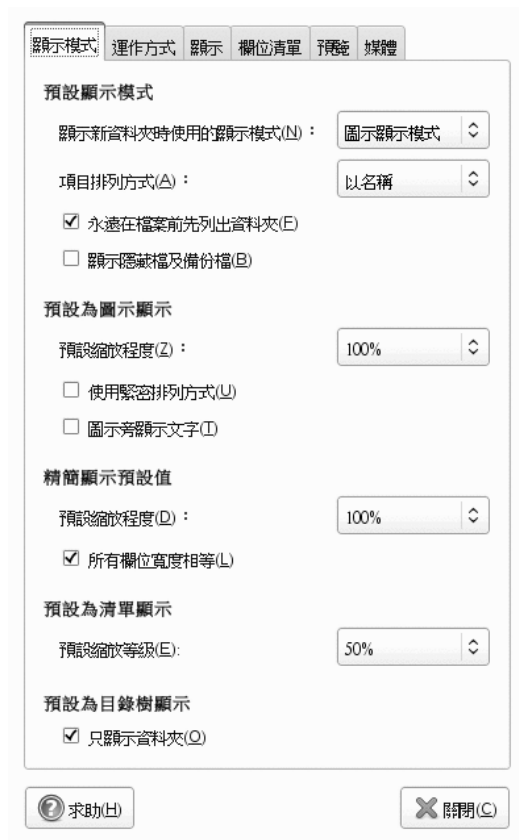 顯示模式 運作方式 顯示 欄位清單 預覽 媒體
預設顯示模式
顯示新資料夾時使用的顯示模式(N)： 圖示顯示模式
項目排列方式(A)： 以名稱
永遠在檔案前先列出資料夾(F)
顯示隱藏檔及備份檔(B)
預設為圖示顯示
預設縮放程度(Z)： 100%
使用緊密排列方式(U)
圖示旁顯示文字(T)
精簡顯示預設值
預設縮放程度(D)： 100%
所有欄位寬度相等(L)
預設為清單顯示
預設縮放等級(E): 50%
預設為目錄樹顯示
只顯示資料夾(O)
求助(H) 關閉(C)